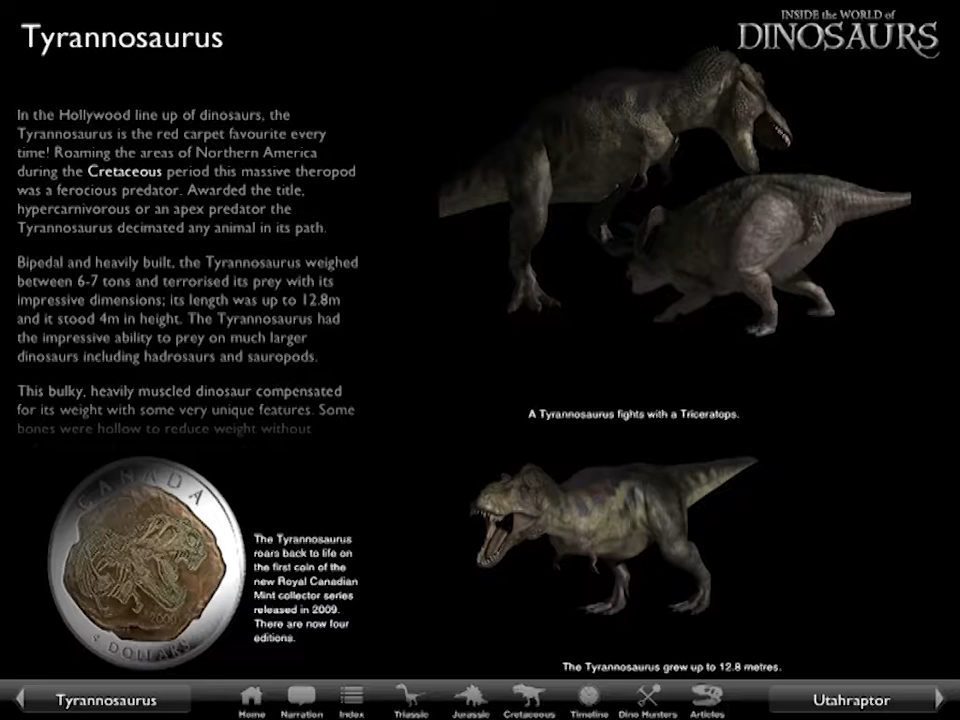 Tyrannosaurus
INSIDE the WORLD of
DINOSAURS
In the Hollywood line up of dinosaurs, the
Tyrannosaurus is the red carpet favourite every
time! Roaming the areas of Northern America
during the Cretaceous period this massive theropod
was a ferocious predator. Awarded the title,
hypercarnivorous or an apex predator the
Tyrannosaurus decimated any animal in its path.
Bipedal and heavily built, the Tyrannosaurus weighed
between 6-7 tons and terrorised its prey with its
impressive dimensions; its length was up to 12.8m
and it stood 4m in height. The Tyrannosaurus had
the impressive ability to prey on much larger
dinosaurs including hadrosaurs and sauropods.
This bulky, heavily muscled dinosaur compensated
for its weight with some very unique features. Some
bones were hollow to reduce weight without
A Tyrannosaurus fights with a Triceratops.
CANADA
2009
4 DOLLARS
The Tyrannosaurus
roars back to life on
the first coin of the
new Royal Canadian
Mint collector series
released in 2009.
There are now four
editions.
The Tyrannosaurus grew up to 12.8 metres.
Tyrannosaurus
Home
Narration
Index
Triassic
Jurassic
Cretaceous
Timeline
Dino Hunters
Articles
Utahraptor